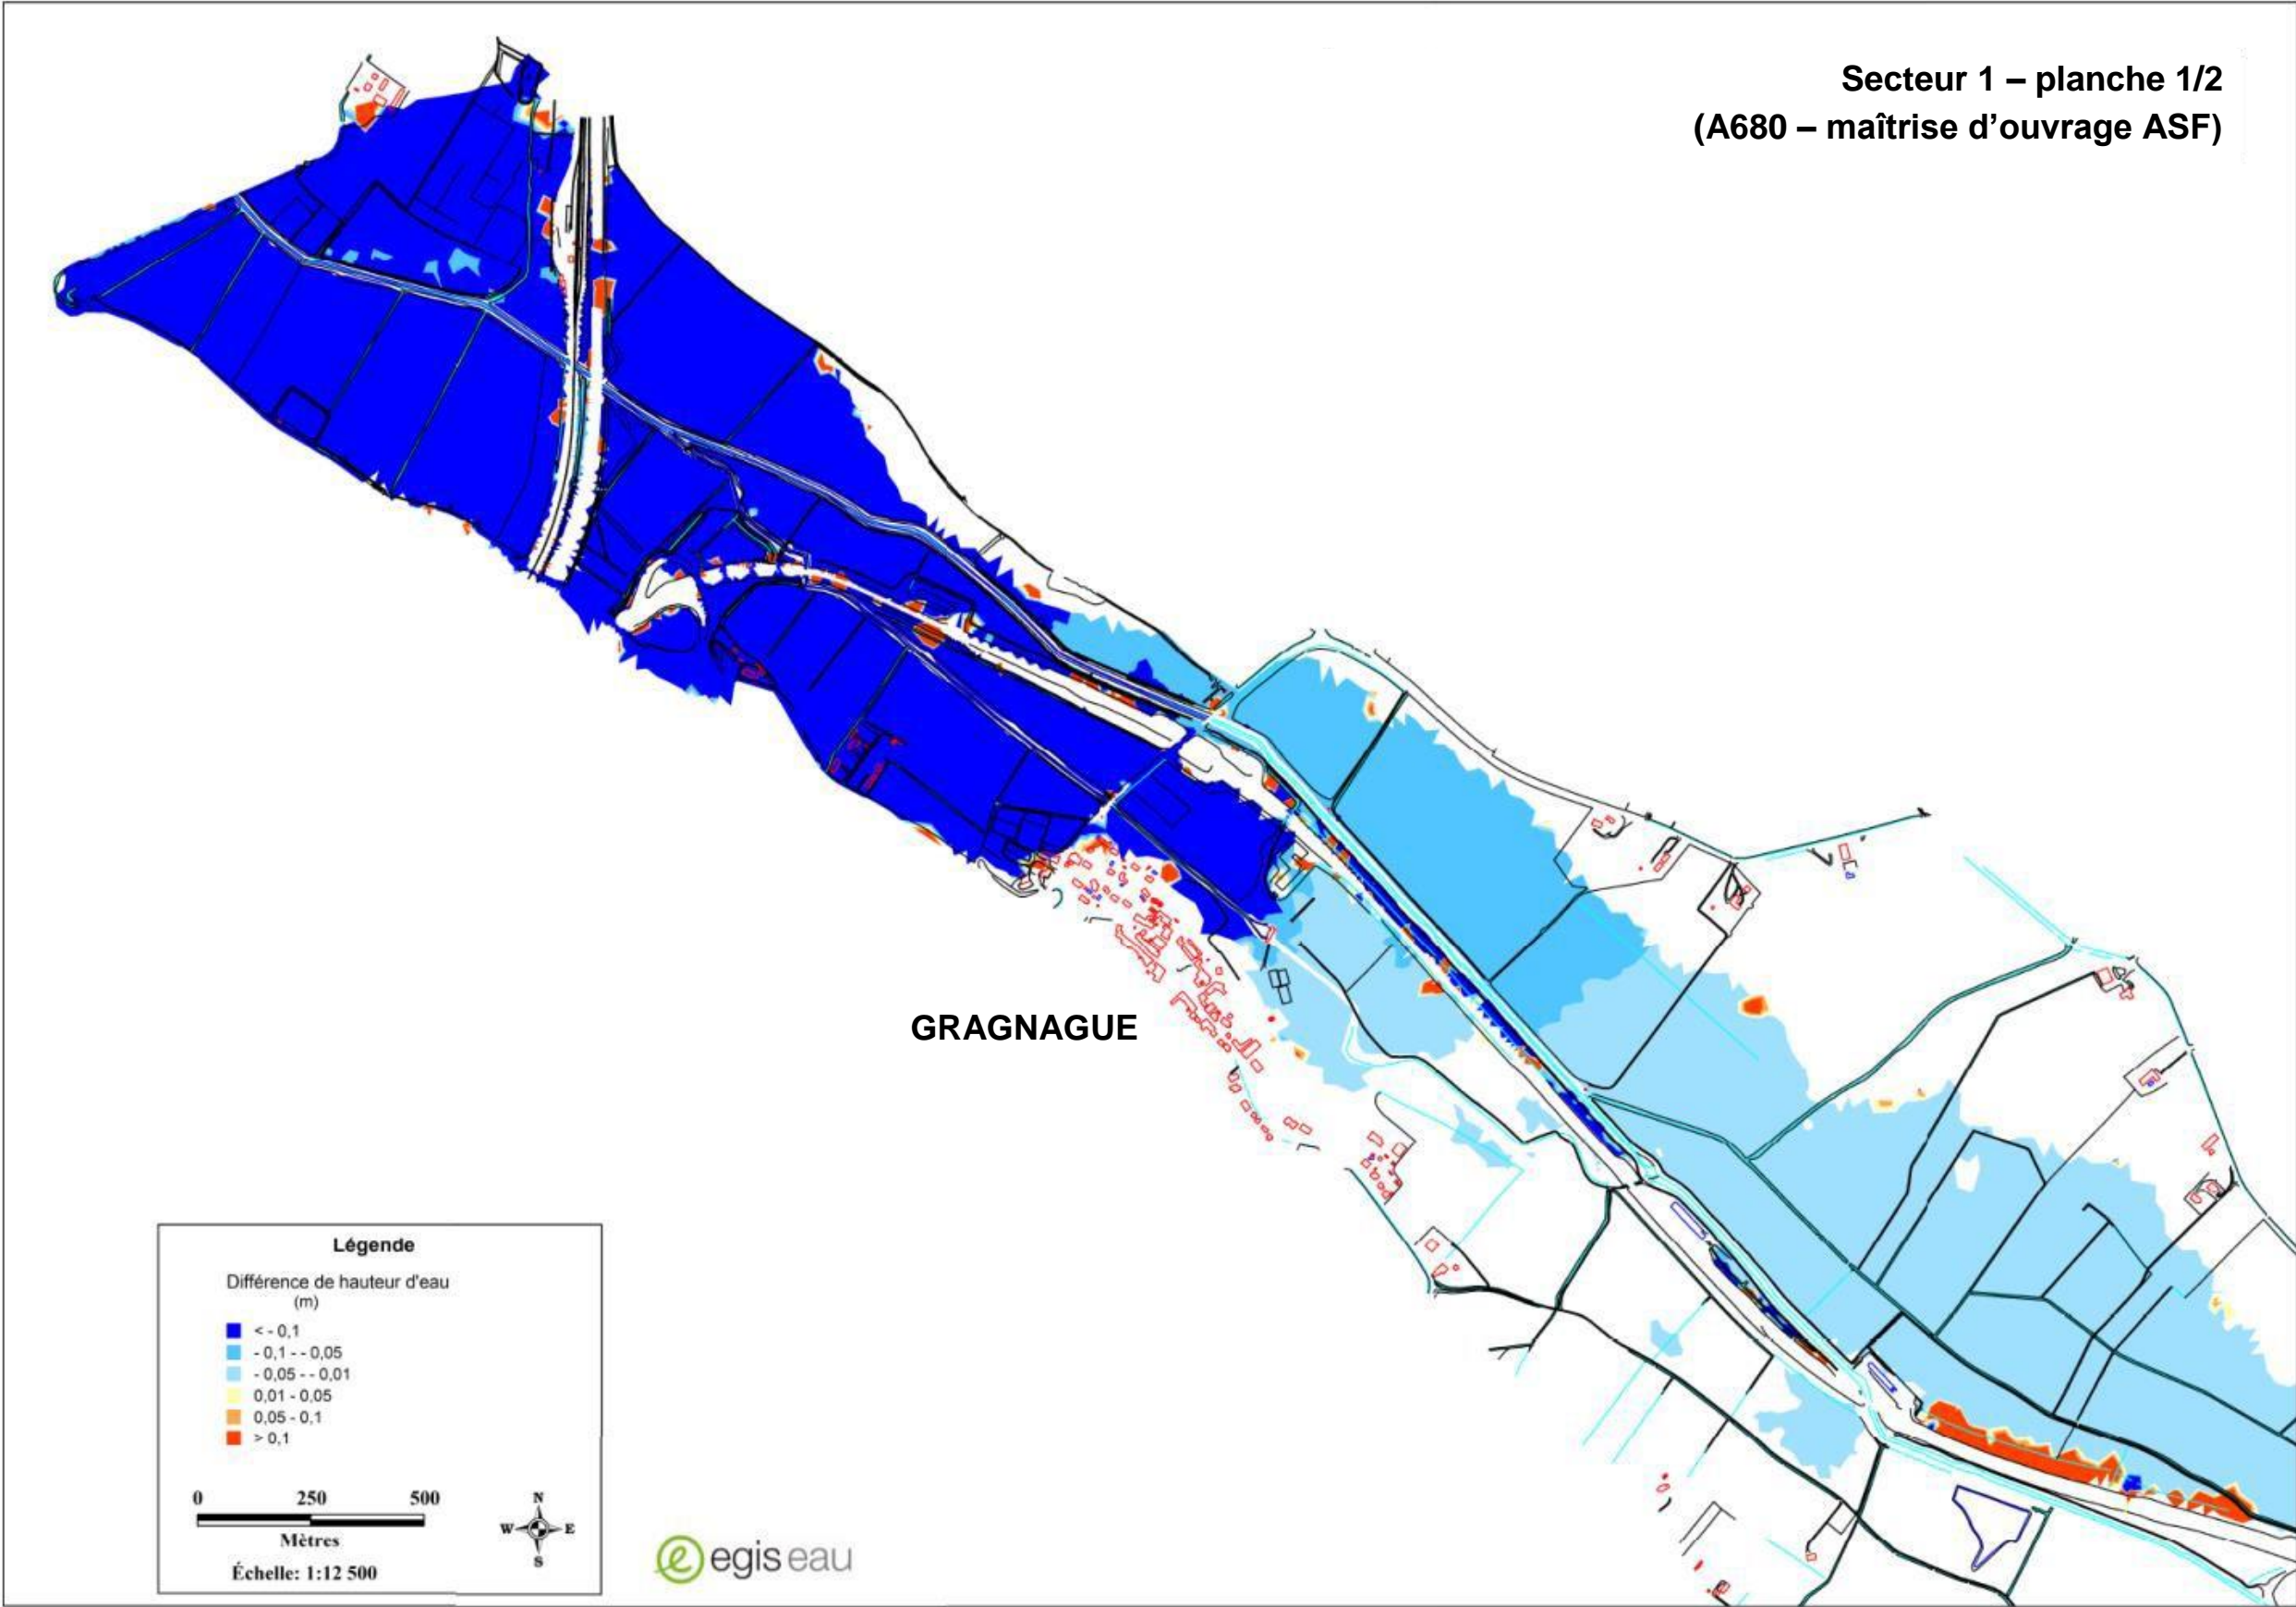 Secteur 1 – planche 1/2
(A680 – maîtrise d'ouvrage ASF)
GRAGNAGUE
Légende
Différence de hauteur d'eau
(m)
< - 0,1
- 0,1 - - 0,05
- 0,05 - - 0,01
0,01 - 0,05
0,05 - 0,1
> 0,1
0 250 500
Mètres
Échelle: 1:12 500
N
W E
S
e egis eau